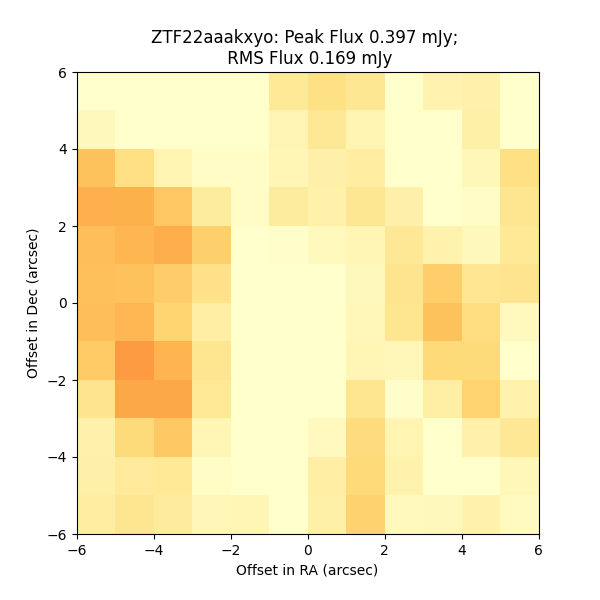 ZTF22aaakxyo: Peak Flux 0.397 mJy;
RMS Flux 0.169 mJy
6
4
2
0
−2
−4
−6
Offset in Dec (arcsec)
−6 −4 −2 0 2 4 6
Offset in RA (arcsec)